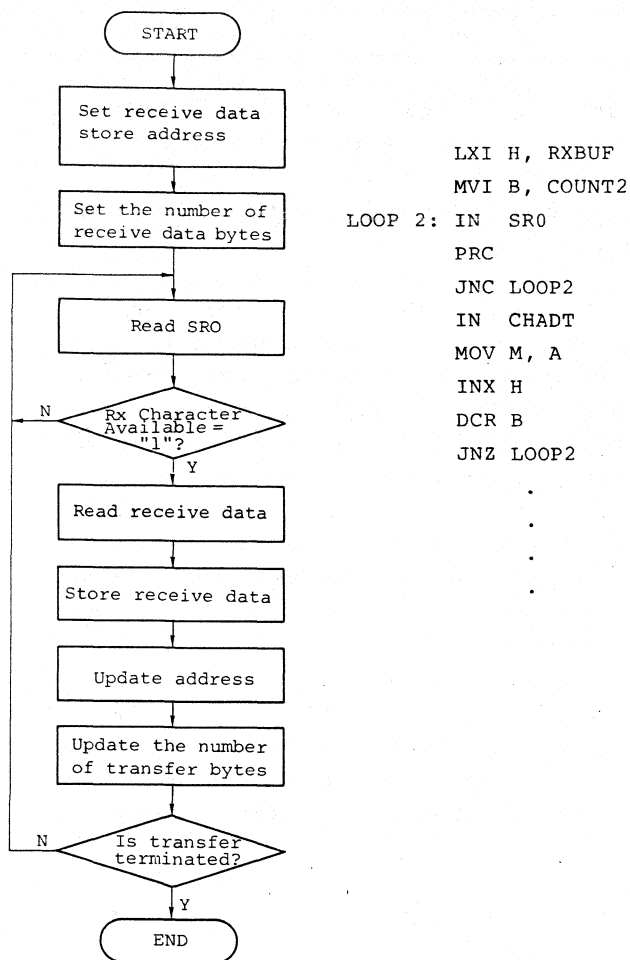 START
Set receive data
store address
Set the number of
receive data bytes
Read SRO
N
Rx Character
Available =
"1"?
Y
Read receive data
Store receive data
Update address
Update the number
of transfer bytes
N
Is transfer
terminated?
Y
END
LXI H, RXBUF
MVI B, COUNT2
LOOP 2: IN SR0
PRC
JNC LOOP2
IN CHADT
MOV M, A
INX H
DCR B
JNZ LOOP2
.
.
.
.